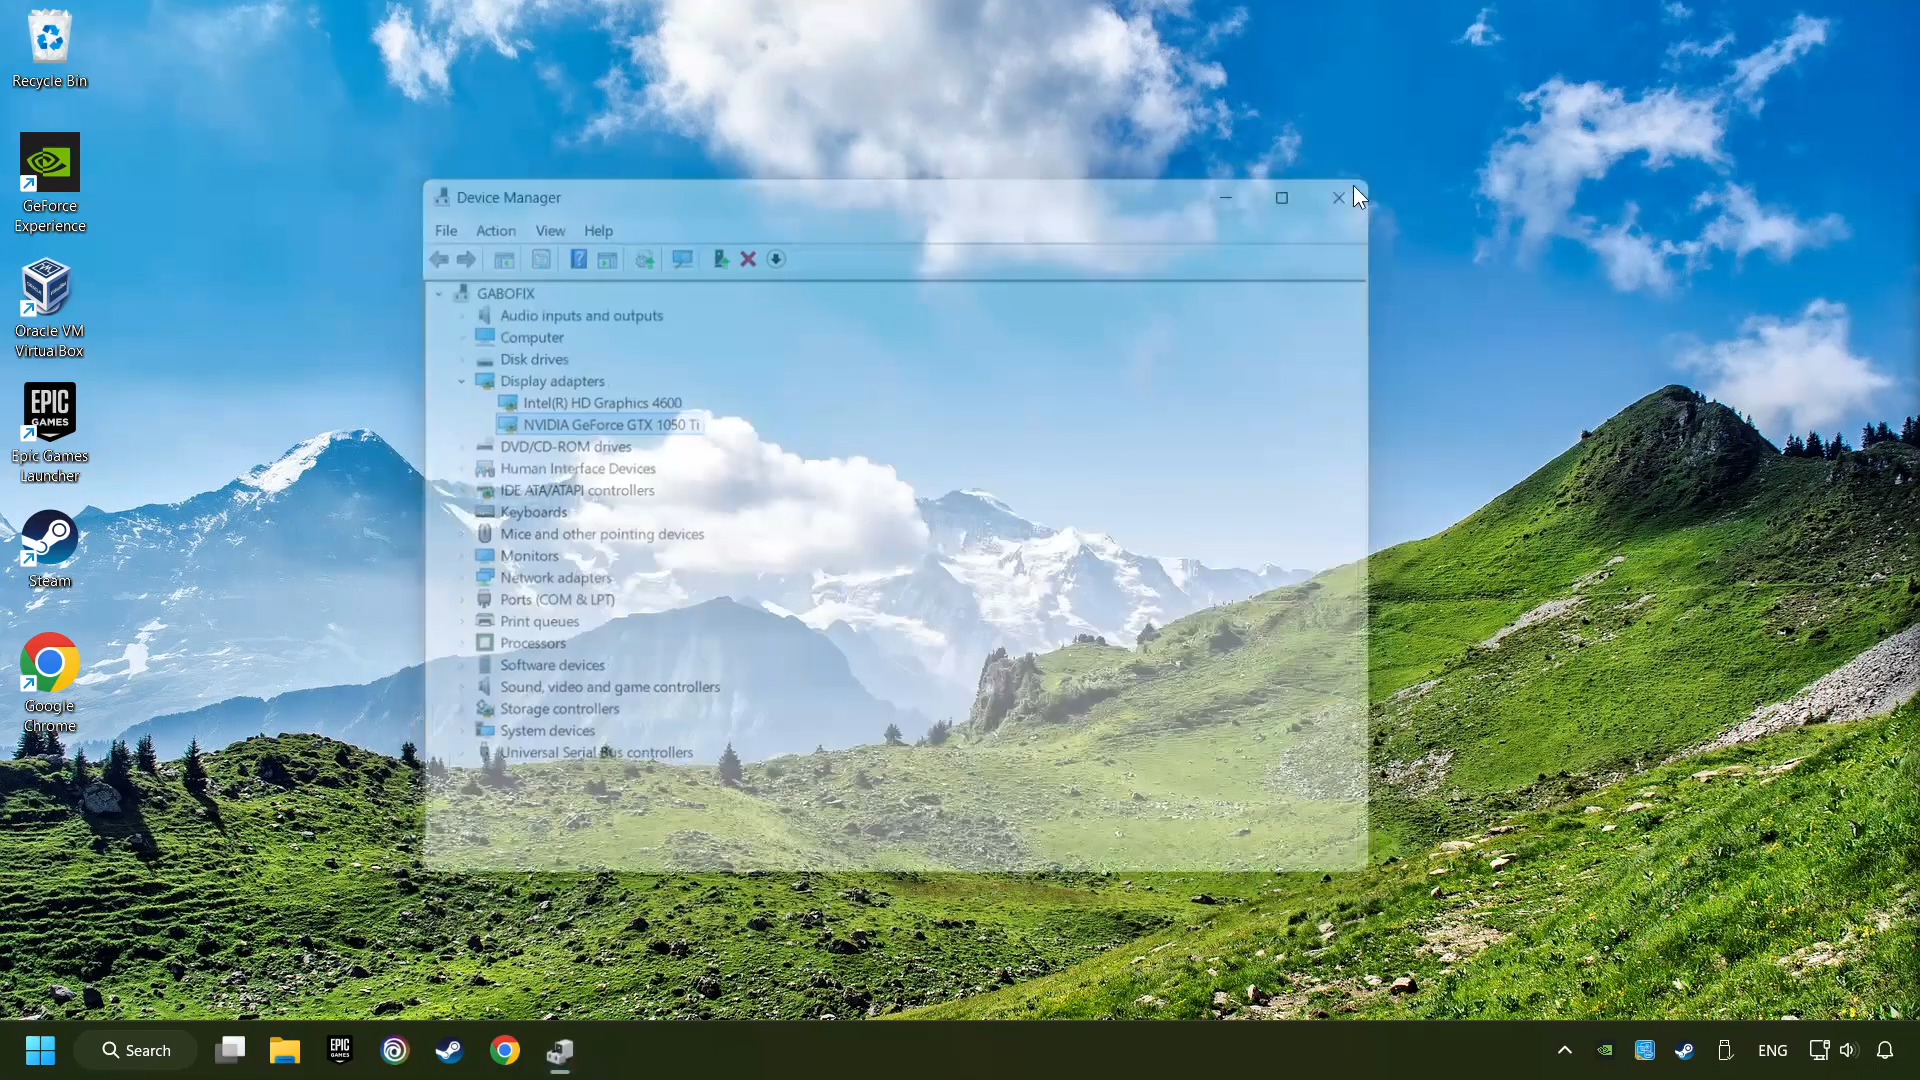 Recycle Bin
GeForce
Experience
Oracle VM
VirtualBox
EPIC
GAMES
Epic Games
Launcher
Steam
Google
Chrome
Device Manager
File Action View Help
GABOFIX
Audio inputs and outputs
Computer
Disk drives
Display adapters
Intel(R) HD Graphics 4600
NVIDIA GeForce GTX 1050 Ti
DVD/CD-ROM drives
Human Interface Devices
IDE ATA/ATAPI controllers
Keyboards
Mice and other pointing devices
Monitors
Network adapters
Ports (COM & LPT)
Print queues
Processors
Software devices
Sound, video and game controllers
Storage controllers
System devices
Universal Serial Bus controllers
Search
EPIC
GAMES
ENG